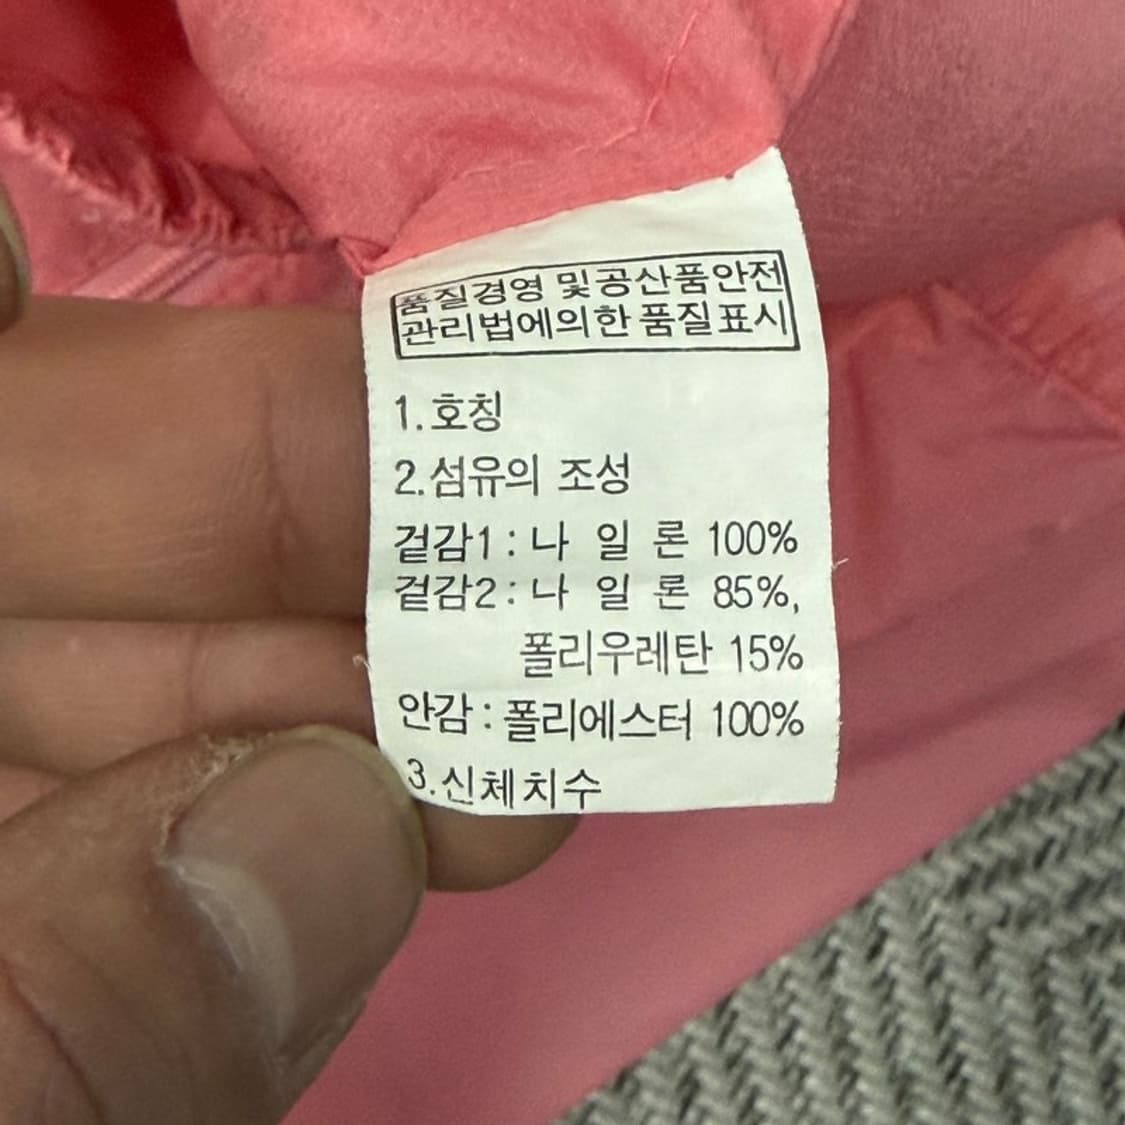 품질경영 및 공산품안전
관리법에의한 품질표시
1. 호칭
2. 섬유의 조성
겉감1 : 나 일 론 100%
겉감2 : 나 일 론 85%,
폴리우레탄 15%
안감 : 폴리에스터 100%
3. 신체치수